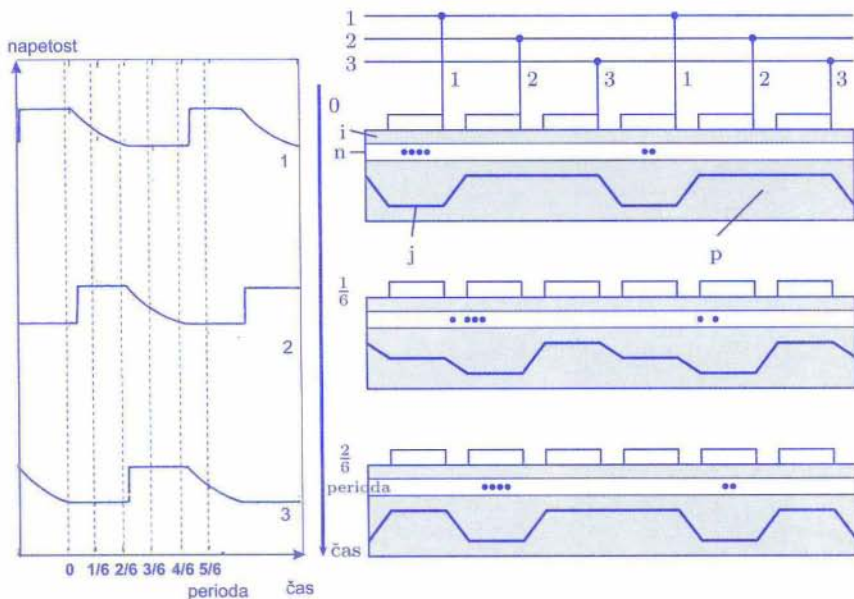 napetost
1
2
3
0 1/6 2/6 3/6 4/6 5/6
perioda čas
1
2
3
1 2 3 1 2 3
0
i
n
j p
1/6
2/6
perioda
čas